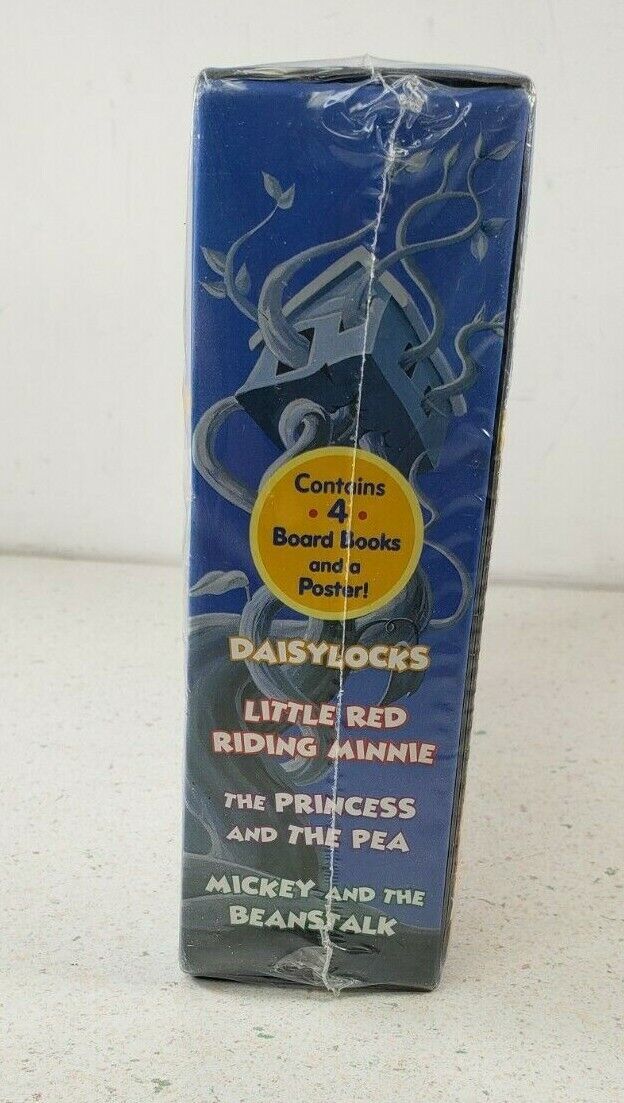 Contains
• 4 •
Board Books
and a
Poster!
DAISYLOCKS
LITTLE RED
RIDING MINNIE
THE PRINCESS
AND THE PEA
MICKEY AND THE
BEANSTALK